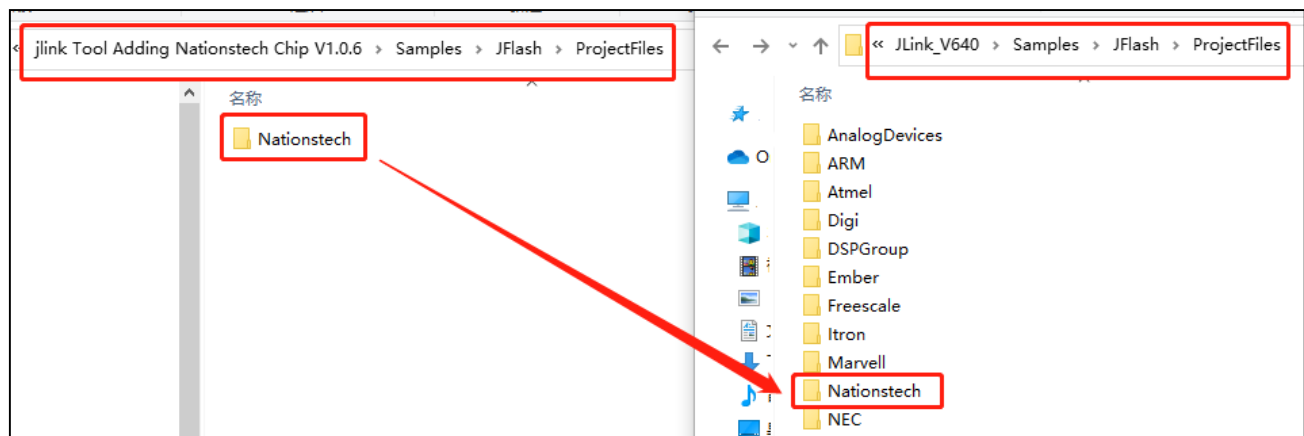 « jlink Tool Adding Nationstech Chip V1.0.6 > Samples > JFlash > ProjectFiles
名称
Nationstech
« JLink_V640 > Samples > JFlash > ProjectFiles
名称
AnalogDevices
ARM
Atmel
Digi
DSPGroup
Ember
Freescale
Itron
Marvell
Nationstech
NEC
O